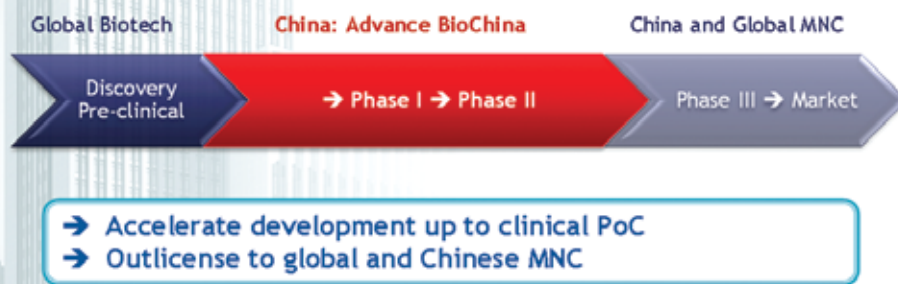 Global Biotech
China: Advance BioChina
China and Global MNC
Discovery
Pre-clinical
➔ Phase I ➔ Phase II
Phase III ➔ Market
➔ Accelerate development up to clinical PoC
➔ Outlicense to global and Chinese MNC